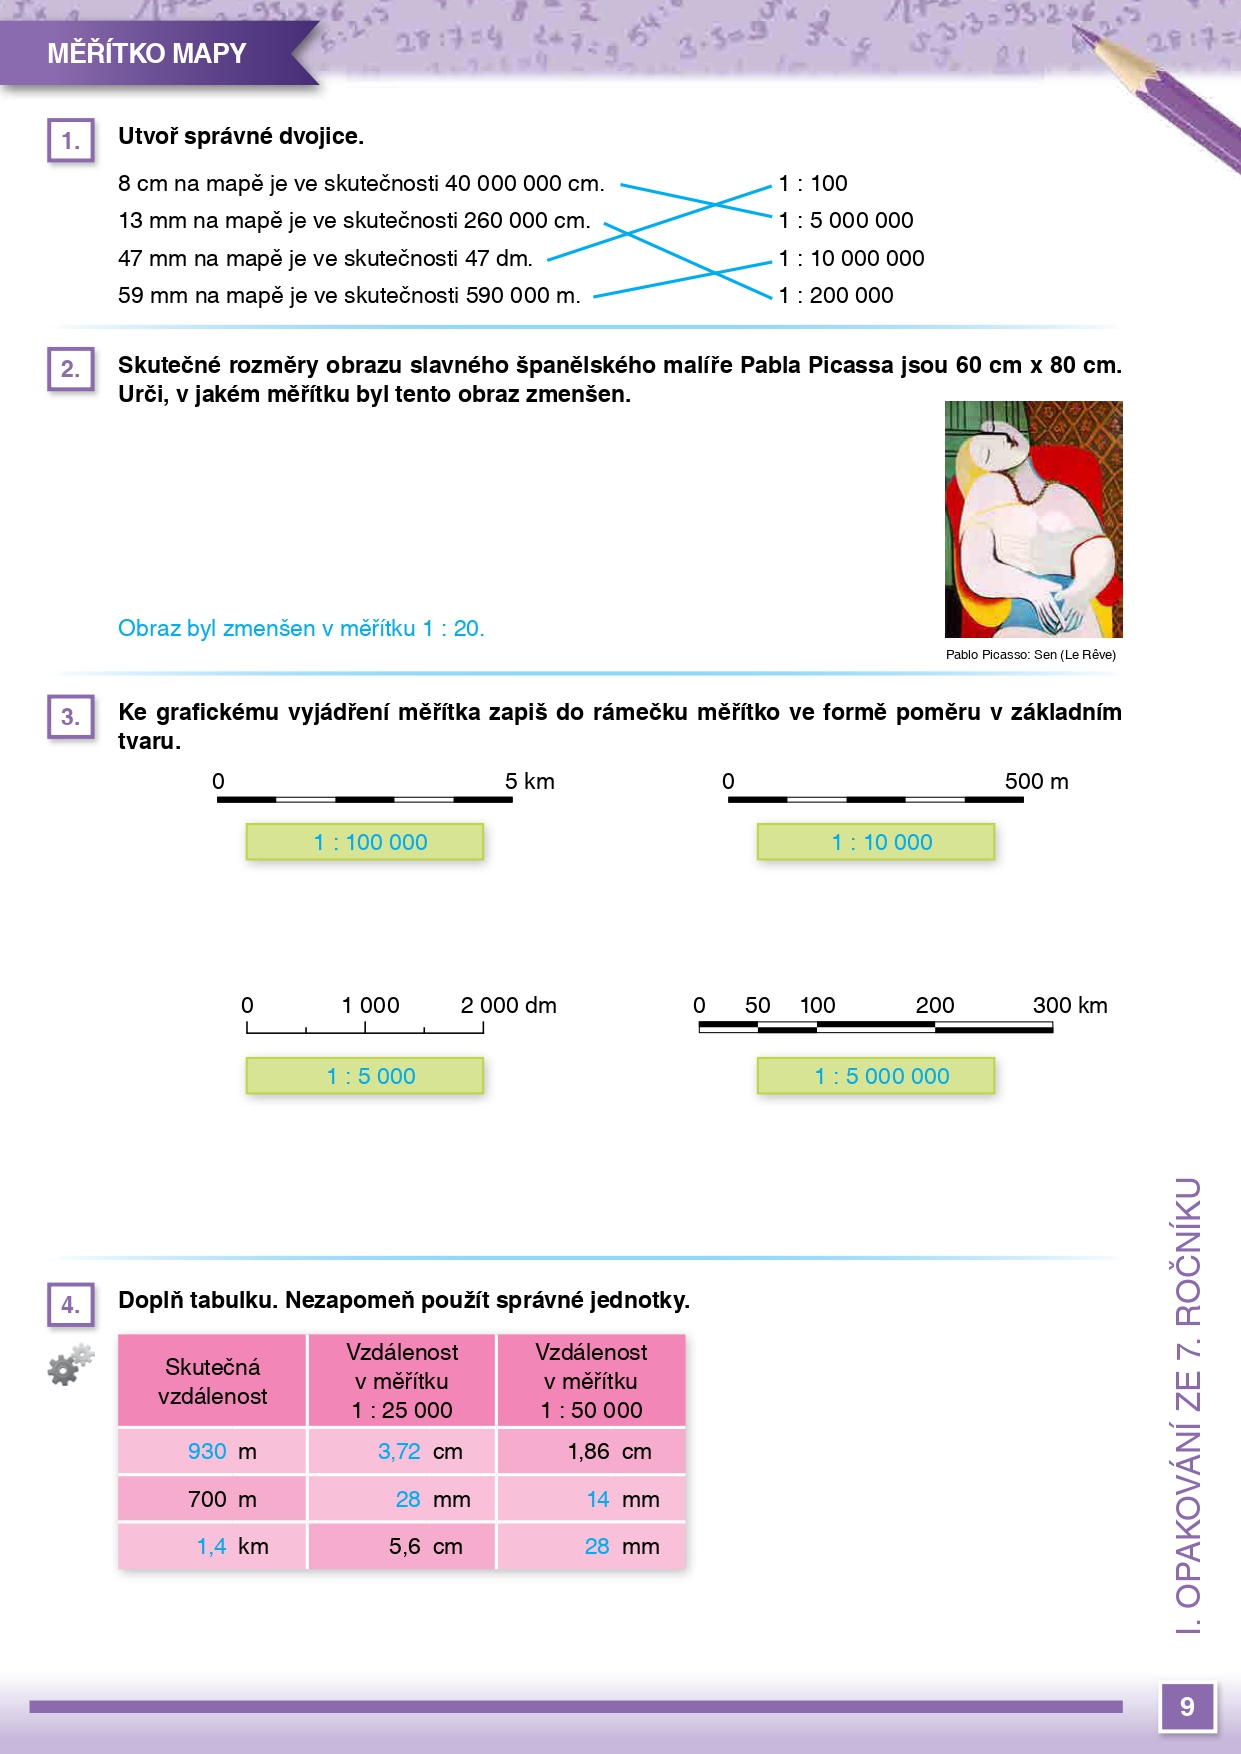 MĚŘÍTKO MAPY
1. Utvoř správné dvojice.
8 cm na mapě je ve skutečnosti 40 000 000 cm. 1 : 100
13 mm na mapě je ve skutečnosti 260 000 cm. 1 : 5 000 000
47 mm na mapě je ve skutečnosti 47 dm. 1 : 10 000 000
59 mm na mapě je ve skutečnosti 590 000 m. 1 : 200 000
2. Skutečné rozměry obrazu slavného španělského malíře Pabla Picassa jsou 60 cm x 80 cm.
Urči, v jakém měřítku byl tento obraz zmenšen.
Obraz byl zmenšen v měřítku 1 : 20.
Pablo Picasso: Sen (Le Rêve)
3. Ke grafickému vyjádření měřítka zapiš do rámečku měřítko ve formě poměru v základním
tvaru.
0 5 km 0 500 m
1 : 100 000 1 : 10 000
0 1 000 2 000 dm 0 50 100 200 300 km
1 : 5 000 1 : 5 000 000
4. Doplň tabulku. Nezapomeň použít správné jednotky.
Skutečná vzdálenost
Vzdálenost v měřítku 1 : 25 000
Vzdálenost v měřítku 1 : 50 000
930 m 3,72 cm 1,86 cm
700 m 28 mm 14 mm
1,4 km 5,6 cm 28 mm
I. OPAKOVÁNÍ ZE 7. ROČNÍKU
9